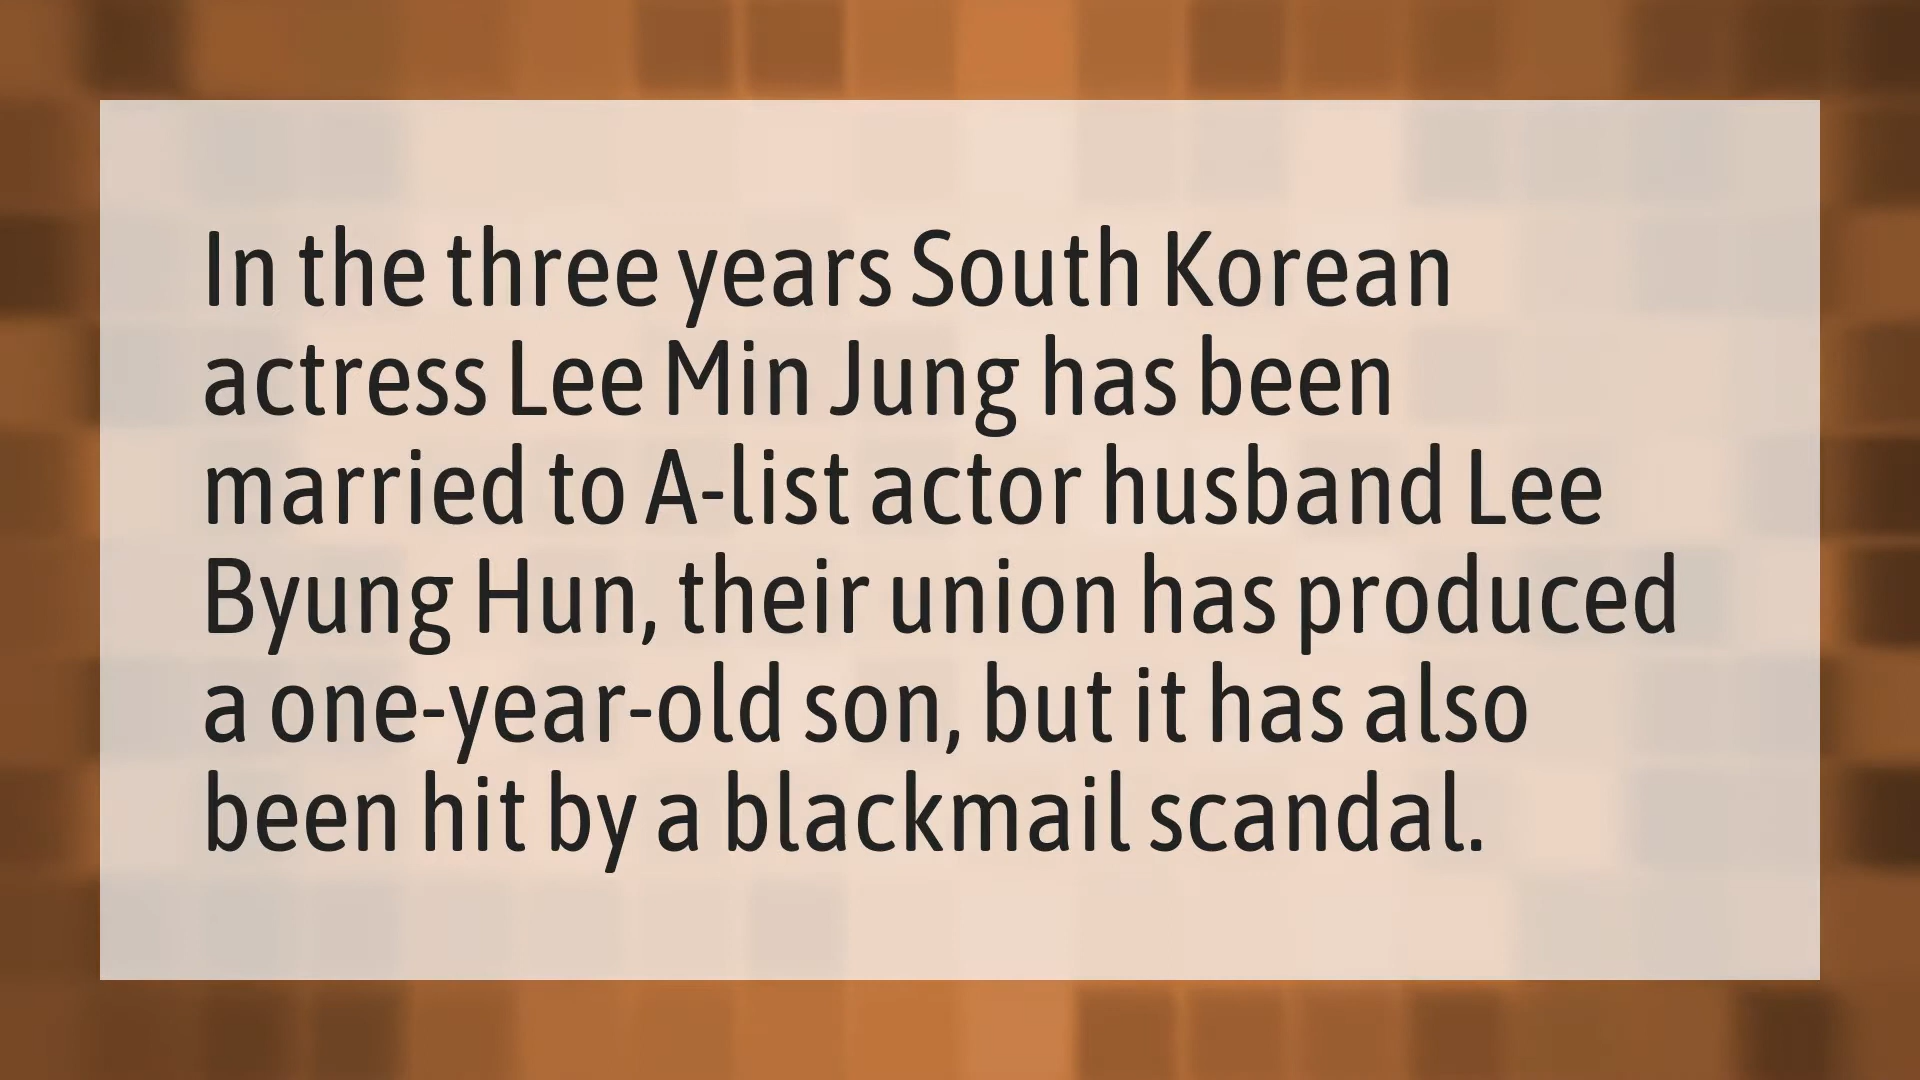 In the three years South Korean
actress Lee Min Jung has been
married to A-list actor husband Lee
Byung Hun, their union has produced
a one-year-old son, but it has also
been hit by a blackmail scandal.